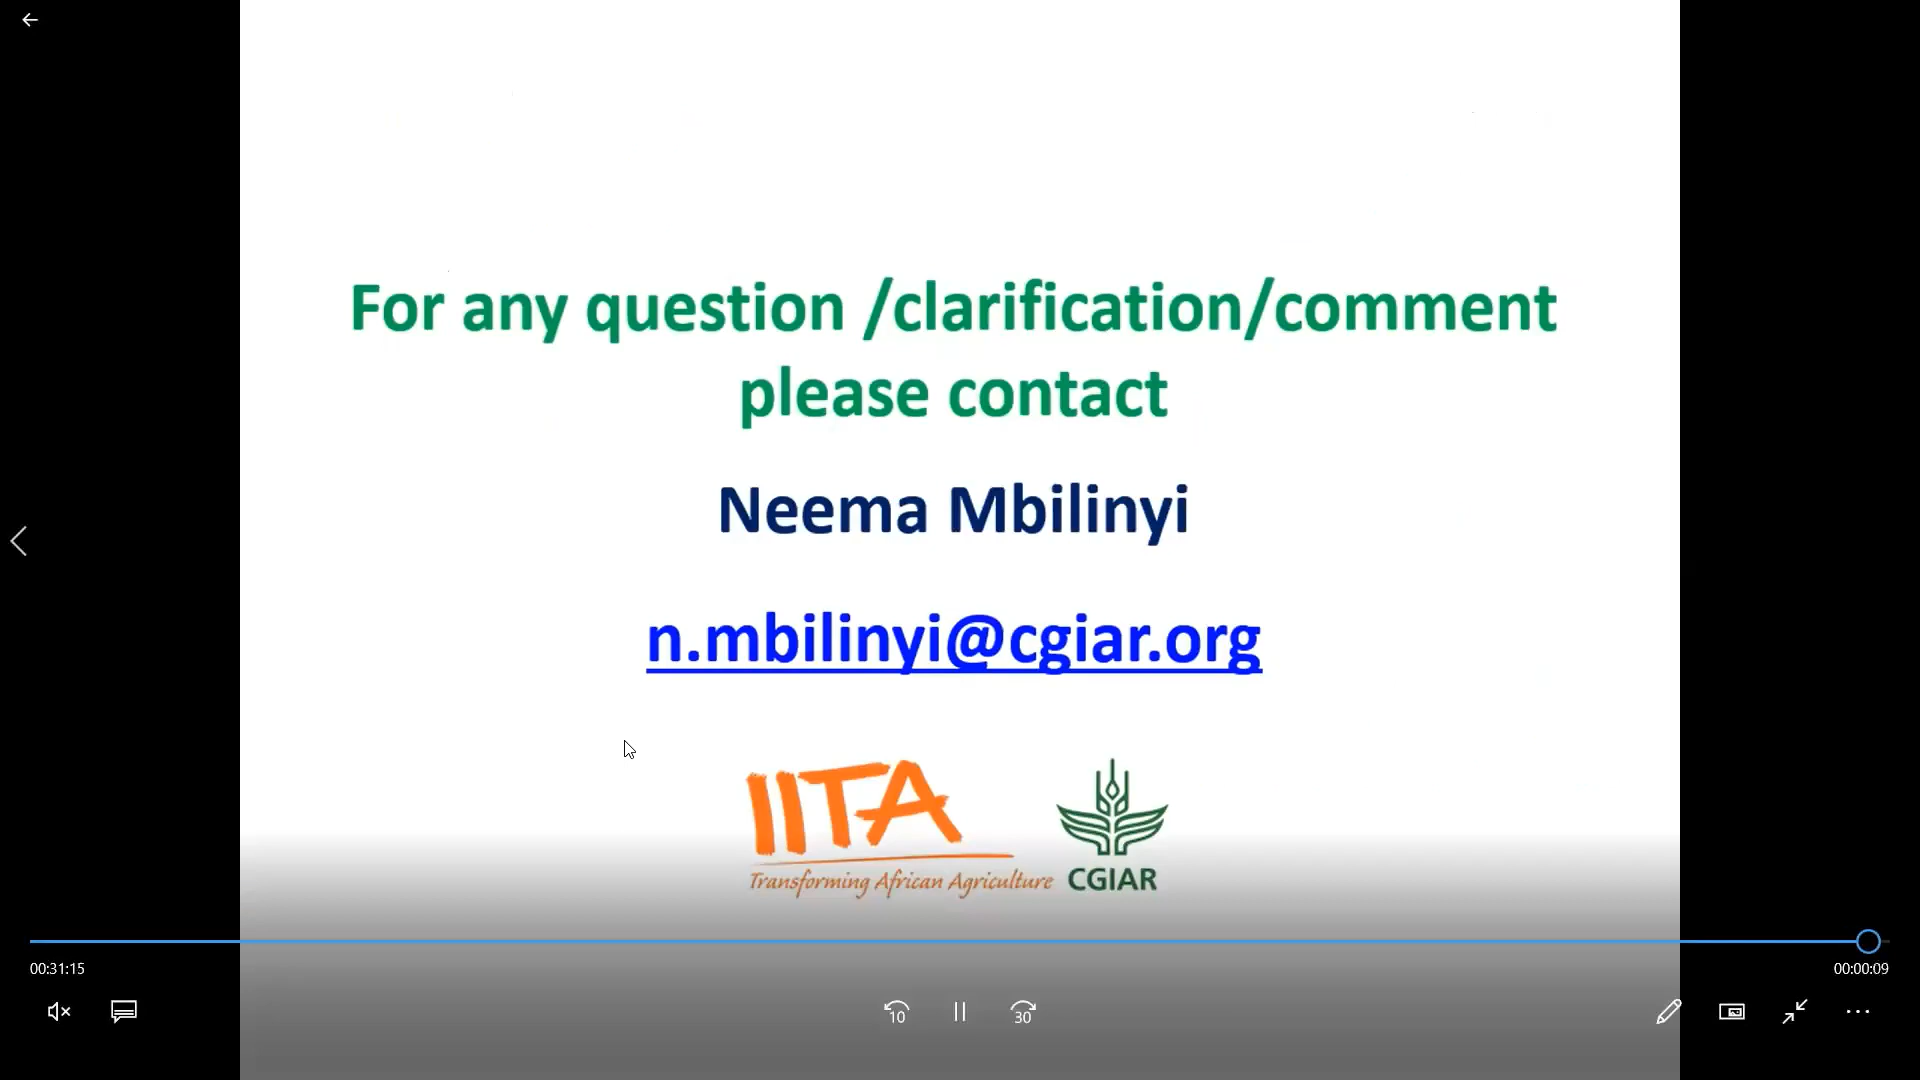 For any question /clarification/comment
please contact
Neema Mbilinyi
n.mbilinyi@cgiar.org
IITA
Transforming African Agriculture
CGIAR
00:31:15
00:00:09
10
30